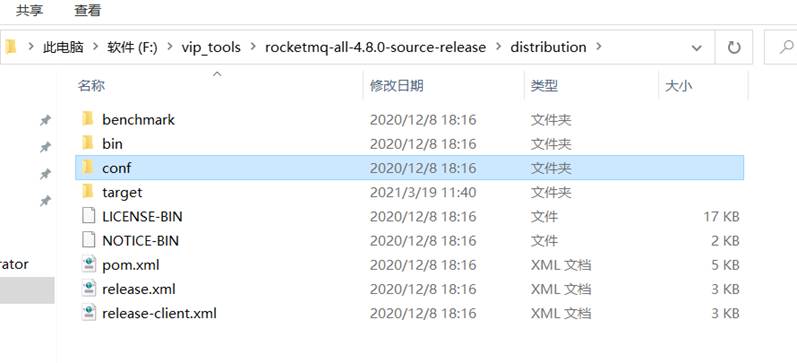 共享 查看
此电脑 软件 (F:) vip_tools rocketmq-all-4.8.0-source-release distribution
名称 修改日期 类型 大小
benchmark 2020/12/8 18:16 文件夹
bin 2020/12/8 18:16 文件夹
conf 2020/12/8 18:16 文件夹
target 2021/3/19 11:40 文件夹
LICENSE-BIN 2020/12/8 18:16 文件 17 KB
NOTICE-BIN 2020/12/8 18:16 文件 2 KB
rator pom.xml 2020/12/8 18:16 XML 文档 5 KB
release.xml 2020/12/8 18:16 XML 文档 3 KB
release-client.xml 2020/12/8 18:16 XML 文档 3 KB